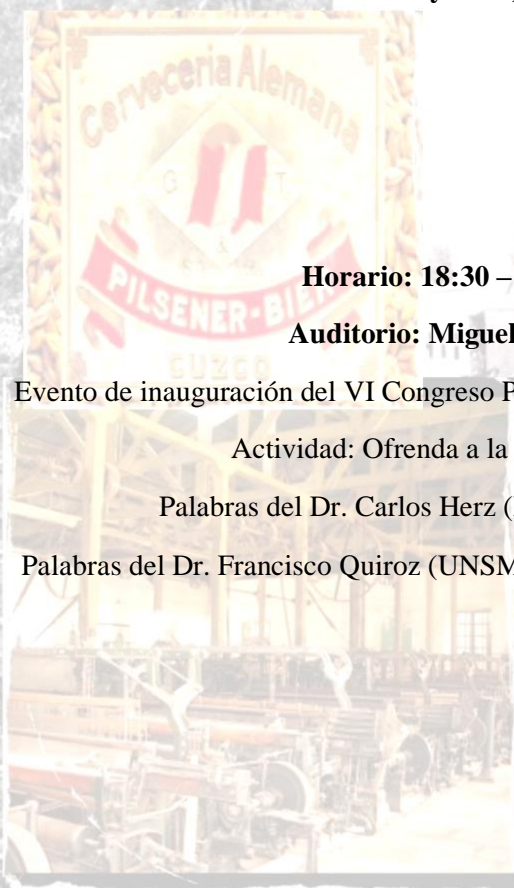 Cervecería Alemana
G T
&
PILSENER-BIER
CUZCO
Horario: 18:30 –
Auditorio: Miguel
Evento de inauguración del VI Congreso P
Actividad: Ofrenda a la
Palabras del Dr. Carlos Herz (
Palabras del Dr. Francisco Quiroz (UNSM